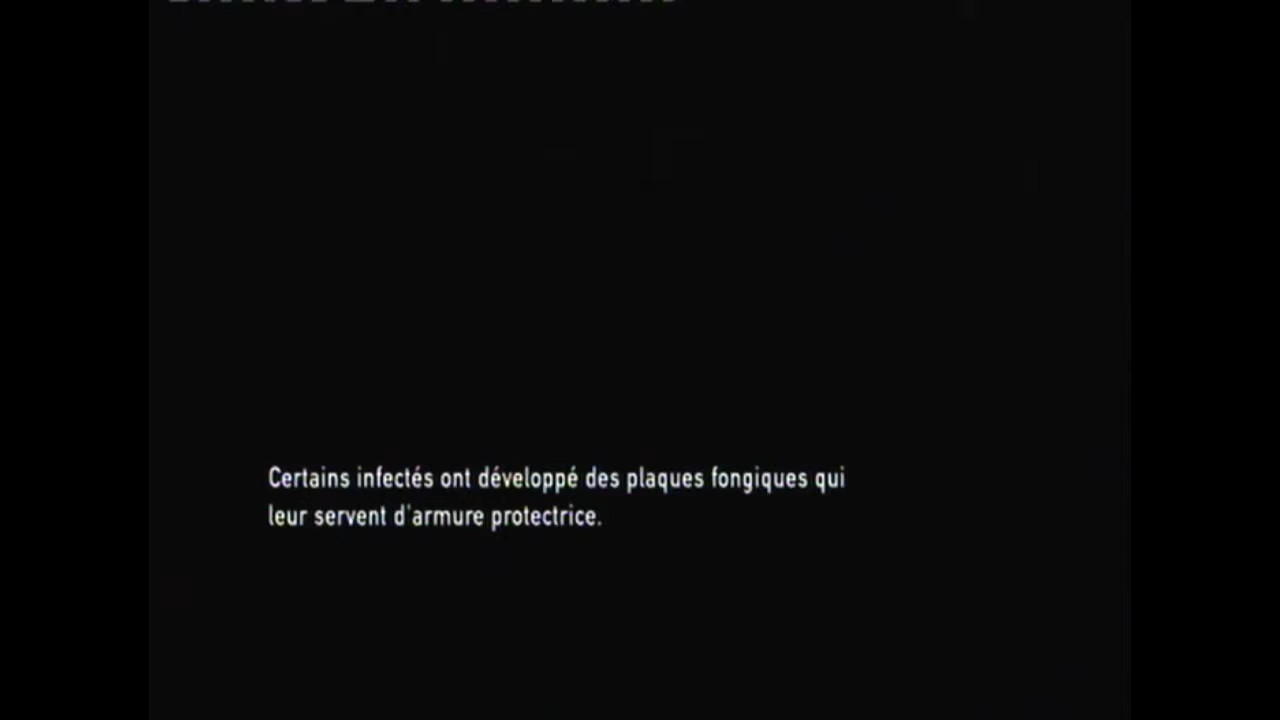 Certains infectés ont développé des plaques fongiques qui
leur servent d'armure protectrice.